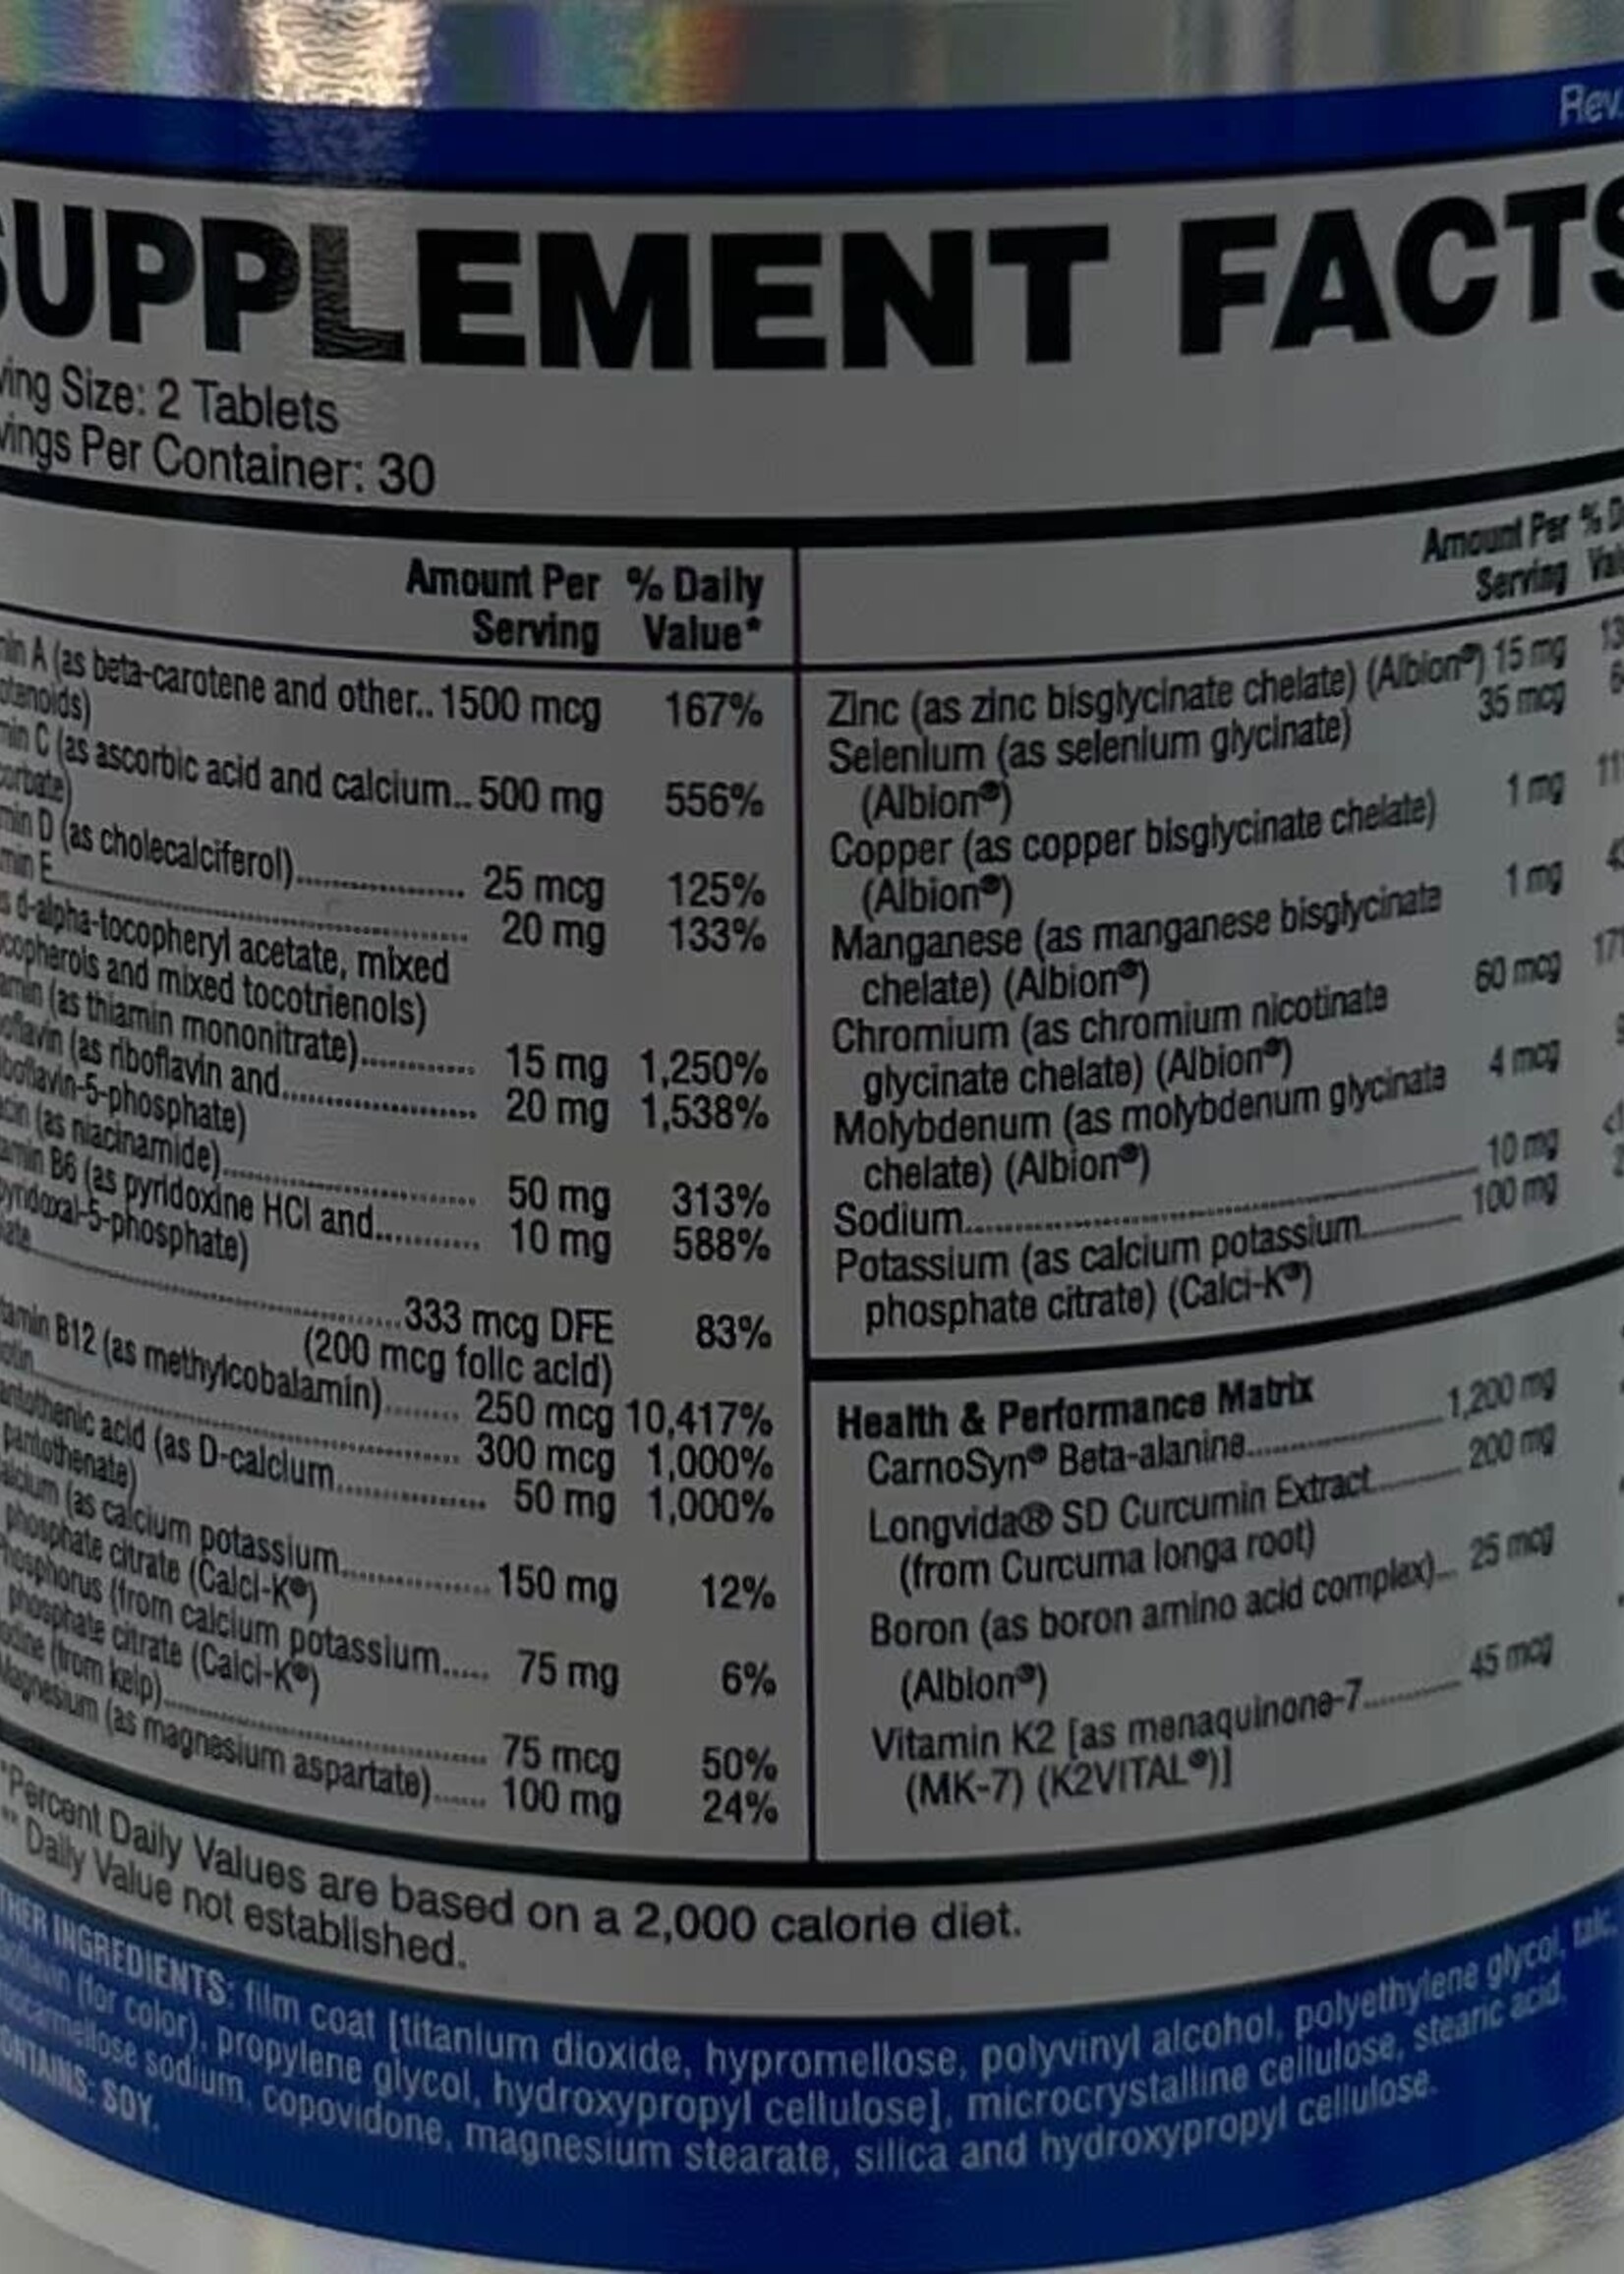 Rev.
SUPPLEMENT FACTS
ving Size: 2 Tablets
vings Per Container: 30
Amount Per % Daily
Serving Value*
min A (as beta-carotene and other.. 1500 mcg 167%
otenoids)
min C (as ascorbic acid and calcium.. 500 mg 556%
corbate)
min D (as cholecalciferol)................. 25 mcg 125%
min E.......................................... 20 mg 133%
s d-alpha-tocopheryl acetate, mixed
ocopherols and mixed tocotrienols)
amin (as thiamin mononitrate)............ 15 mg 1,250%
oflavin (as riboflavin and.................... 20 mg 1,538%
iboflavin-5-phosphate)
acin (as niacinamide).......................... 50 mg 313%
amin B6 (as pyridoxine HCl and........... 10 mg 588%
pyridoxal-5-phosphate)
late.......................................333 mcg DFE 83%
(200 mcg folic acid)
tamin B12 (as methylcobalamin)........ 250 mcg 10,417%
otin............................................ 300 mcg 1,000%
antothenic acid (as D-calcium............... 50 mg 1,000%
pantothenate)
alcium (as calcium potassium............... 150 mg 12%
phosphate citrate (Calci-K®)
hosphorus (from calcium potassium..... 75 mg 6%
phosphate citrate (Calci-K®)
odine (from kelp)................................ 75 mcg 50%
Magnesium (as magnesium aspartate)...... 100 mg 24%
Amount Per % D
Serving Val
Zinc (as zinc bisglycinate chelate) (Albion®) 15 mg
Selenium (as selenium glycinate) 35 mcg
(Albion®)
Copper (as copper bisglycinate chelate) 1 mg
(Albion®)
Manganese (as manganese bisglycinate 1 mg
chelate) (Albion®)
Chromium (as chromium nicotinate 60 mcg
glycinate chelate) (Albion®)
Molybdenum (as molybdenum glycinate 4 mcg
chelate) (Albion®)
Sodium................................................ 10 mg
Potassium (as calcium potassium.......... 100 mg
phosphate citrate) (Calci-K®)
Health & Performance Matrix
CarnoSyn® Beta-alanine.................... 1,200 mg
Longvida® SD Curcumin Extract......... 200 mg
(from Curcuma longa root)
Boron (as boron amino acid complex)... 25 mcg
(Albion®)
Vitamin K2 [as menaquinone-7.......... 45 mcg
(MK-7) (K2VITAL®)]
*Percent Daily Values are based on a 2,000 calorie diet.
** Daily Value not established.
THER INGREDIENTS: film coat [titanium dioxide, hypromellose, polyvinyl alcohol, polyethylene glycol, talc,
boflavin (for color), propylene glycol, hydroxypropyl cellulose], microcrystalline cellulose, stearic acid,
oscarmellose sodium, copovidone, magnesium stearate, silica and hydroxypropyl cellulose.
ONTAINS: SOY.